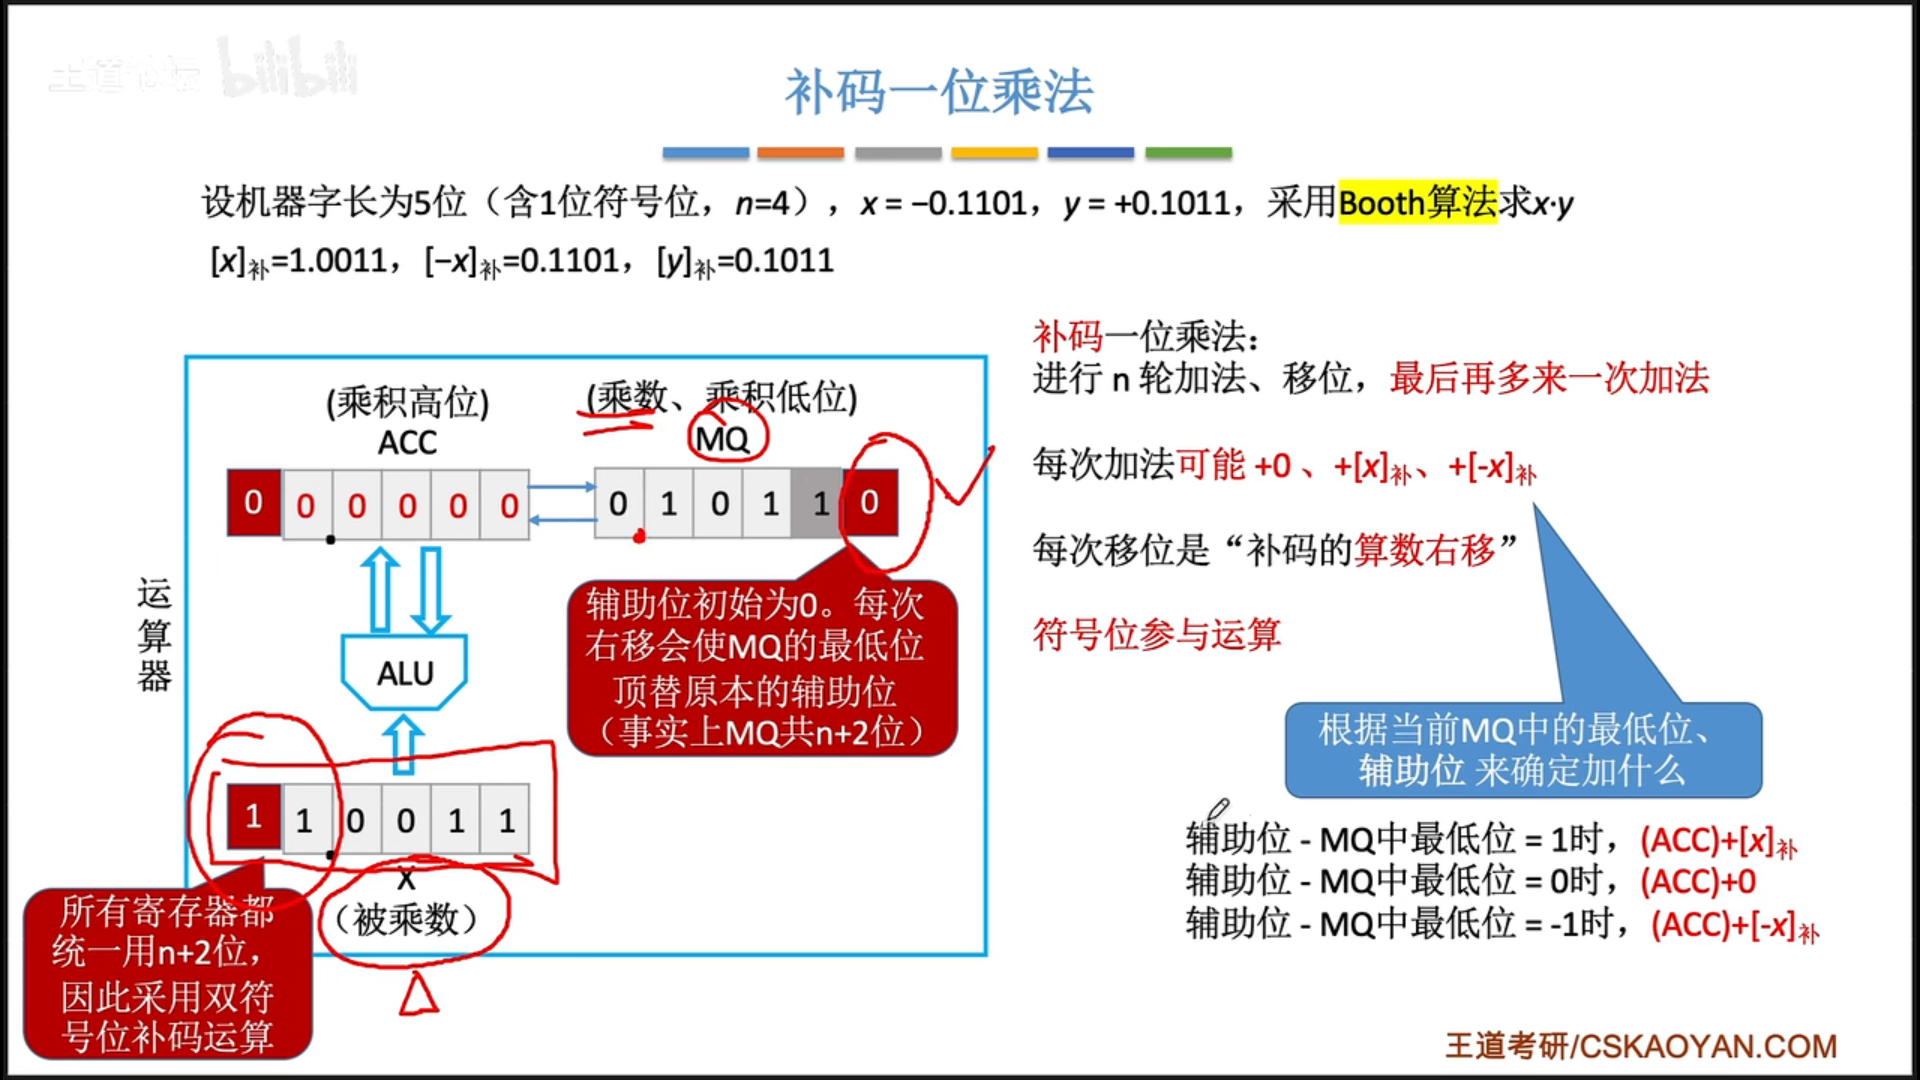 王道论坛 bilibili
补码一位乘法
设机器字长为5位（含1位符号位，n=4），x = −0.1101，y = +0.1011，采用Booth算法求x·y
[x]补=1.0011，[−x]补=0.1101，[y]补=0.1011
补码一位乘法：
进行 n 轮加法、移位，最后再多来一次加法
每次加法可能 +0 、+[x]补、+[-x]补
每次移位是“补码的算数右移”
符号位参与运算
根据当前MQ中的最低位、
辅助位 来确定加什么
辅助位 - MQ中最低位 = 1时，(ACC)+[x]补
辅助位 - MQ中最低位 = 0时，(ACC)+0
辅助位 - MQ中最低位 = -1时，(ACC)+[-x]补
(乘积高位)
ACC
(乘数、乘积低位)
MQ
0 0 0 0 0 0
0 1 0 1 1 0
运算器
ALU
辅助位初始为0。每次
右移会使MQ的最低位
顶替原本的辅助位
（事实上MQ共n+2位）
1 1 0 0 1 1
X
（被乘数）
所有寄存器都
统一用n+2位，
因此采用双符
号位补码运算
王道考研/CSKAOYAN.COM